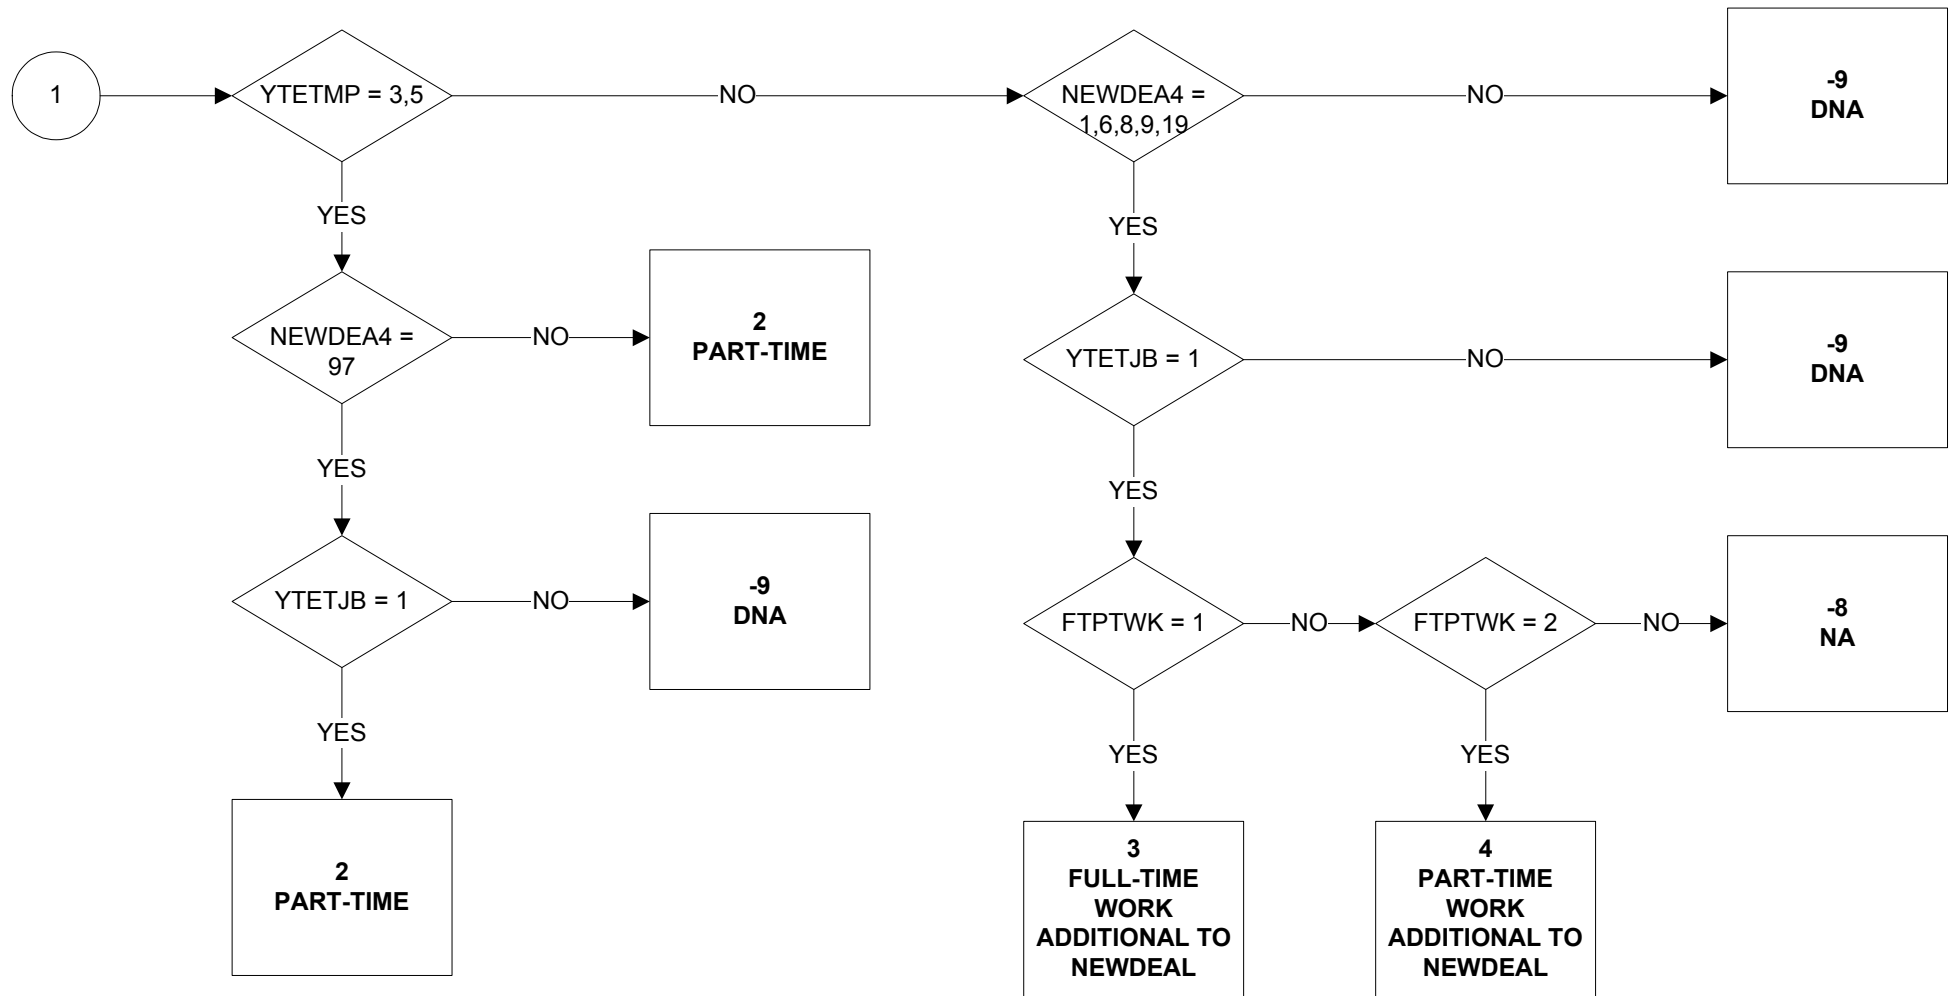 1
YTETMP = 3,5
NO
NEWDEA4 =
1,6,8,9,19
NO
-9
DNA
YES
YES
NEWDEA4 =
97
NO
2
PART-TIME
YTETJB = 1
NO
-9
DNA
YES
YES
YTETJB = 1
NO
-9
DNA
FTPTWK = 1
NO
FTPTWK = 2
NO
-8
NA
YES
YES
YES
2
PART-TIME
3
FULL-TIME
WORK
ADDITIONAL TO
NEWDEAL
4
PART-TIME
WORK
ADDITIONAL TO
NEWDEAL